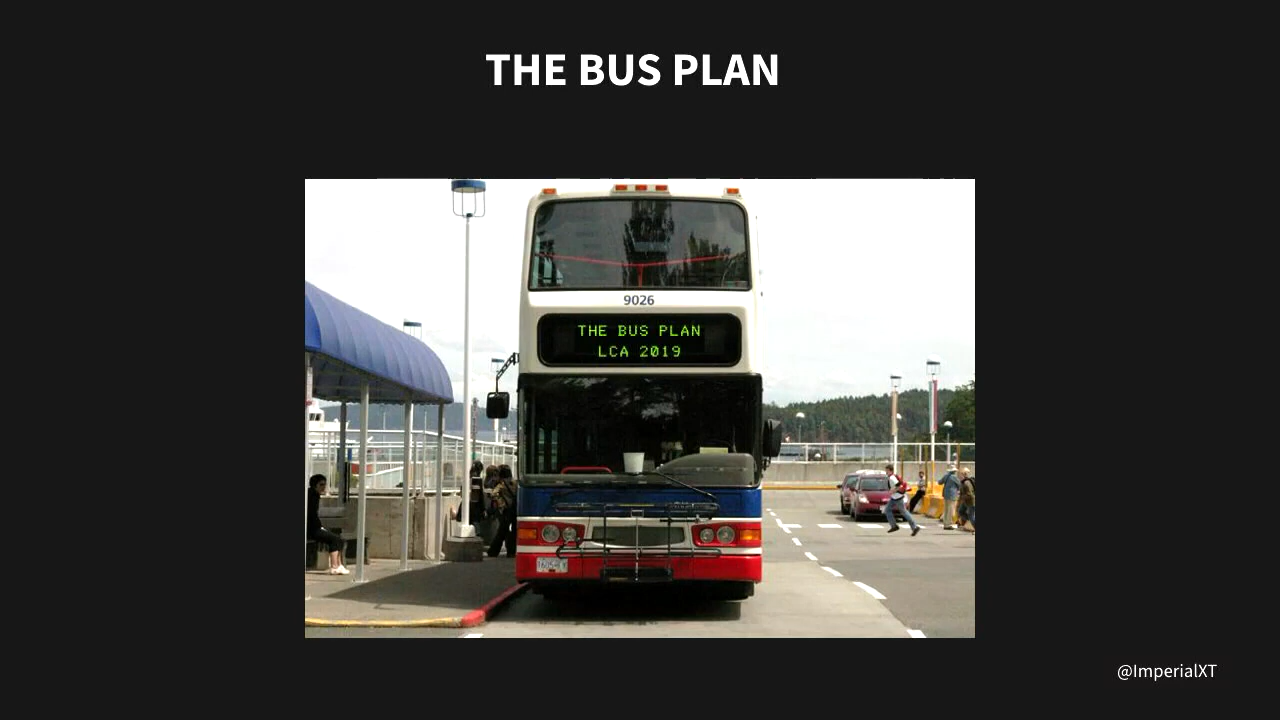 THE BUS PLAN
9026
THE BUS PLAN
LCA 2019
@ImperialXT